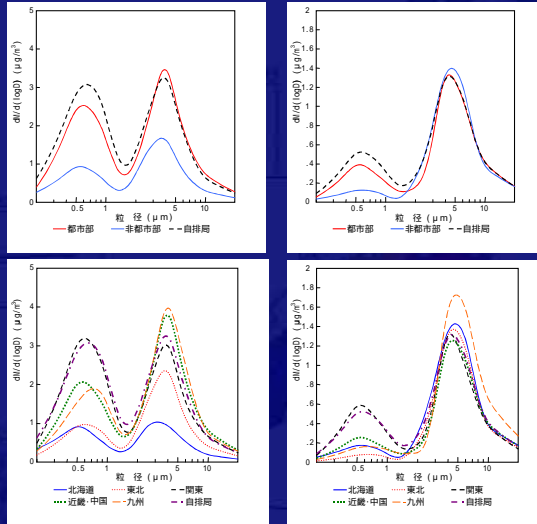 dM/d(logD) (μg/m³)
5
4
3
2
1
0
0.5
1
5
10
粒 径 (μm)
都市部
非都市部
自排局
dM/d(logD) (μg/m³)
2
1.8
1.6
1.4
1.2
1
.8
.6
.4
.2
0
0.5
1
5
10
粒 径 (μm)
都市部
非都市部
自排局
dM/d(logD) (μg/m³)
5
4
3
2
1
0
0.5
1
5
10
粒 径 (μm)
北海道
東北
関東
近畿・中国
九州
自排局
dM/d(logD) (μg/m³)
2
1.8
1.6
1.4
1.2
1
.8
.6
.4
.2
0
0.5
1
5
10
粒 径 (μm)
北海道
東北
関東
近畿・中国
九州
自排局